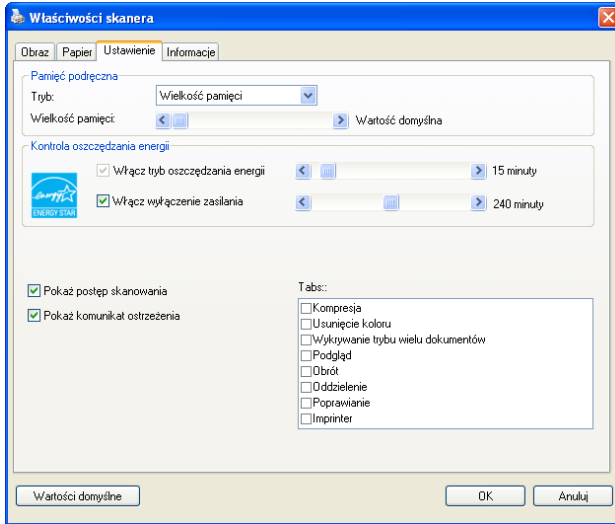 Właściwości skanera
Obraz Papier Ustawienie Informacje
Pamięć podręczna
Tryb: Wielkość pamięci
Wielkość pamięci: Wartość domyślna
Kontrola oszczędzania energii
Włącz tryb oszczędzania energii 15 minuty
energy
ENERGY STAR
Włącz wyłączenie zasilania 240 minuty
Pokaż postęp skanowania
Pokaż komunikat ostrzeżenia
Tabs::
Kompresja
Usunięcie koloru
Wykrywanie trybu wielu dokumentów
Podgląd
Obrót
Oddzielenie
Poprawianie
Imprinter
Wartości domyślne OK Anuluj